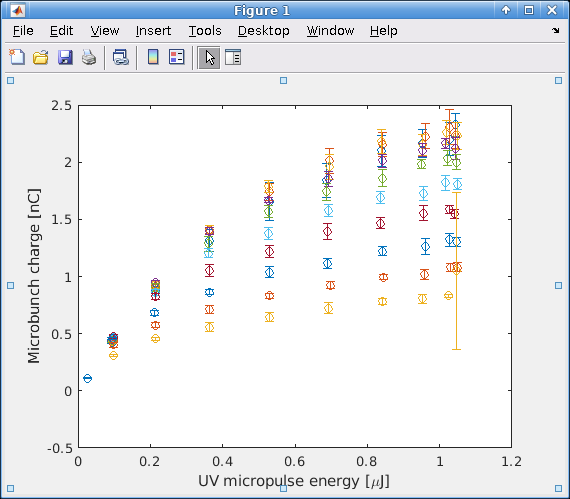 Figure 1
File Edit View Insert Tools Desktop Window Help
2.5
2
1.5
1
0.5
0
-0.5
Microbunch charge [nC]
0 0.2 0.4 0.6 0.8 1 1.2
UV micropulse energy [μJ]